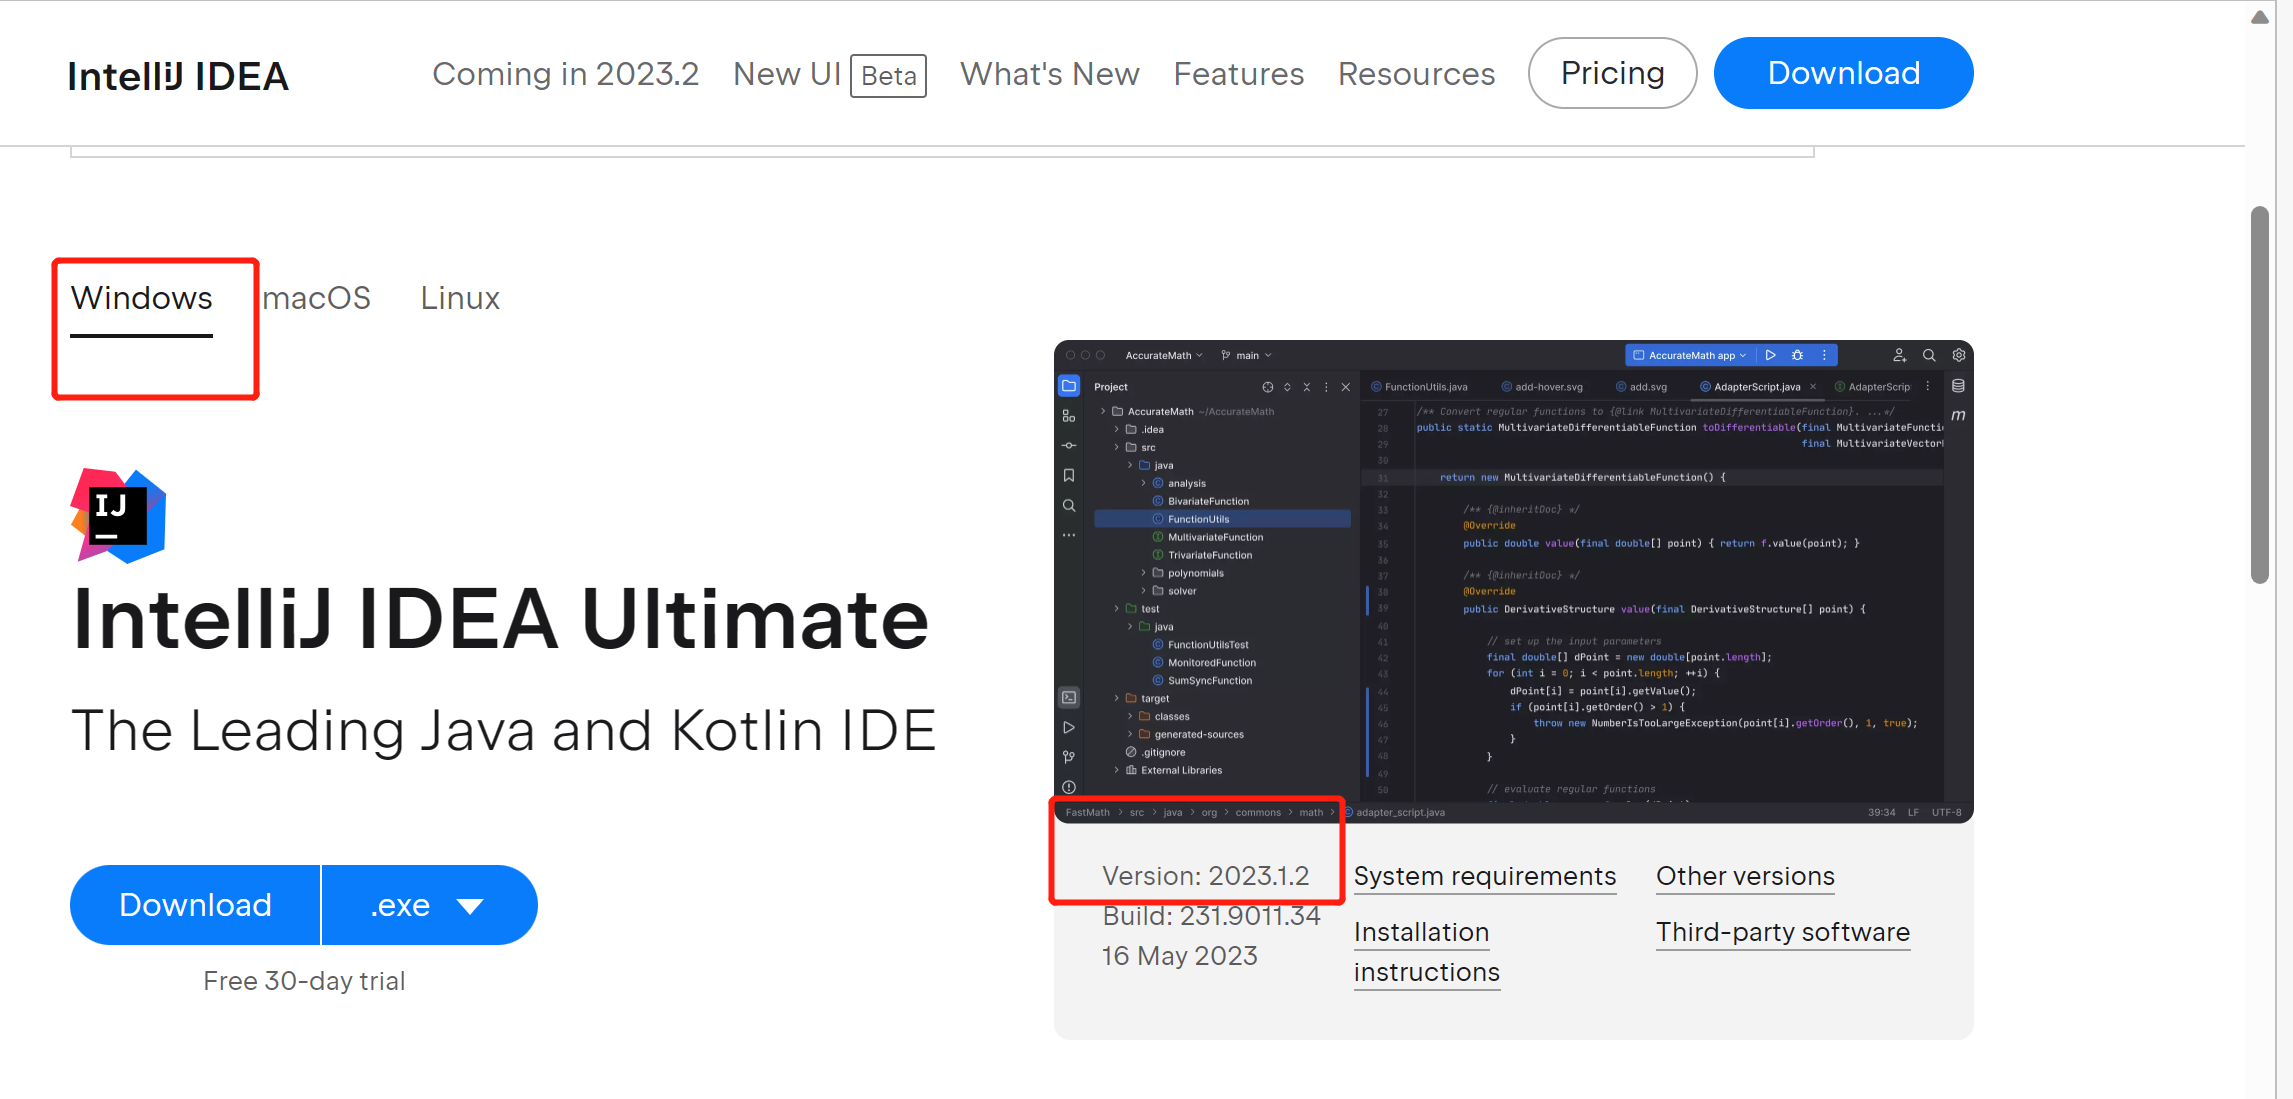 IntelliJ IDEA
Coming in 2023.2
New UI Beta
What's New
Features
Resources
Pricing
Download
Windows
macOS
Linux
IJ
IntelliJ IDEA Ultimate
The Leading Java and Kotlin IDE
Download
.exe
Free 30-day trial
AccurateMath
main
AccurateMath app
Project
FunctionUtils.java
add-hover.svg
add.svg
AdapterScript.java
AdapterScrip
AccurateMath ~/AccurateMath
.idea
src
java
analysis
BivariateFunction
FunctionUtils
MultivariateFunction
TrivariateFunction
polynomials
solver
test
java
FunctionUtilsTest
MonitoredFunction
SumSyncFunction
target
classes
generated-sources
.gitignore
External Libraries
27 /** Convert regular functions to {@link MultivariateDifferentiableFunction}. ...*/
28 public static MultivariateDifferentiableFunction toDifferentiable(final MultivariateFuncti
29 final MultivariateVector
30
31 return new MultivariateDifferentiableFunction() {
32
33 /** {@inheritDoc} */
34 @Override
35 public double value(final double[] point) { return f.value(point); }
36
37 /** {@inheritDoc} */
38 @Override
39 public DerivativeStructure value(final DerivativeStructure[] point) {
40
41 // set up the input parameters
42 final double[] dPoint = new double[point.length];
43 for (int i = 0; i < point.length; ++i) {
44 dPoint[i] = point[i].getValue();
45 if (point[i].getOrder() > 1) {
46 throw new NumberIsTooLargeException(point[i].getOrder(), 1, true);
47 }
48 }
49
50 // evaluate regular functions
m
FastMath > src > java > org > commons > math > adapter_script.java
39:34 LF UTF-8
Version: 2023.1.2
Build: 231.9011.34
16 May 2023
System requirements
Installation
instructions
Other versions
Third-party software